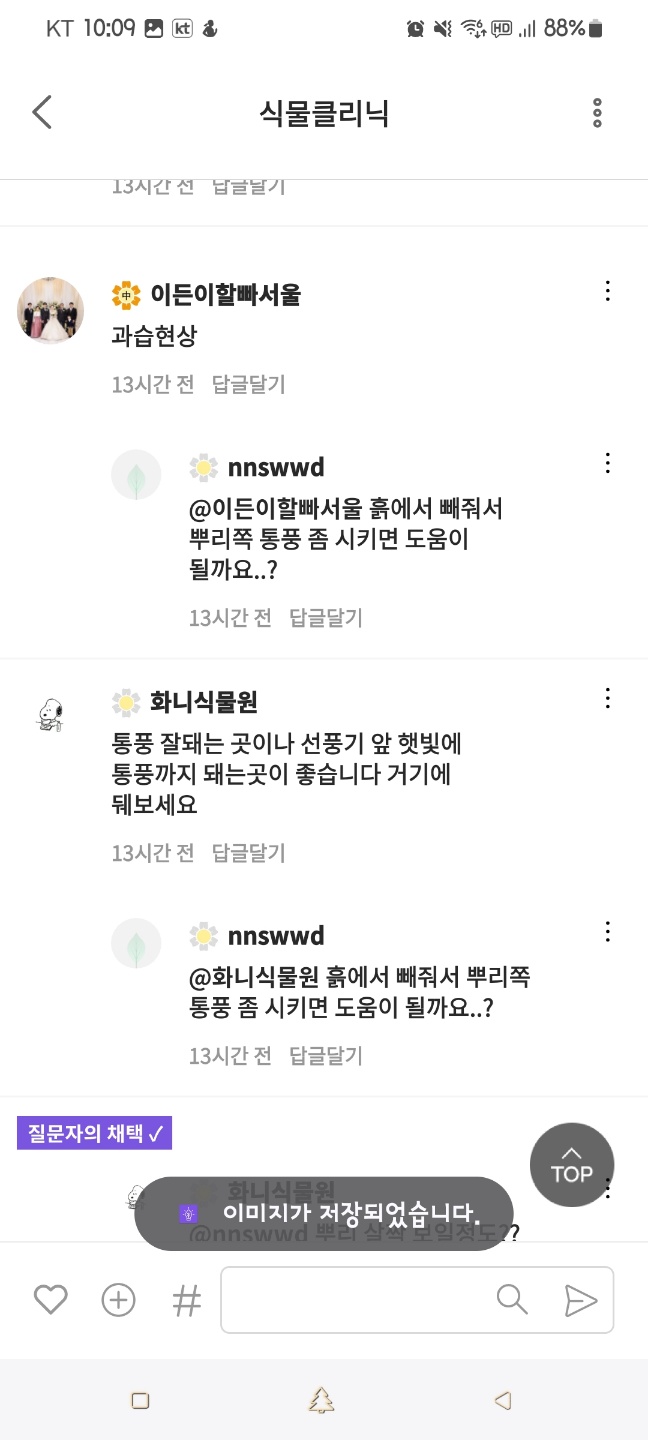 KT 10:09 kt HD 88%
식물클리닉
13시간 전 답글달기
中 이든이할빠서울
과습현상
13시간 전 답글달기
nnswwd
@이든이할빠서울 흙에서 빼줘서
뿌리쪽 통풍 좀 시키면 도움이
될까요..?
13시간 전 답글달기
화니식물원
통풍 잘돼는 곳이나 선풍기 앞 햇빛에
통풍까지 돼는곳이 좋습니다 거기에
둬보세요
13시간 전 답글달기
nnswwd
@화니식물원 흙에서 빼줘서 뿌리쪽
통풍 좀 시키면 도움이 될까요..?
13시간 전 답글달기
질문자의 채택 ✓
TOP
화니식물원
이미지가 저장되었습니다.
@nnswwd 뿌리 살짝 보일정도??
#